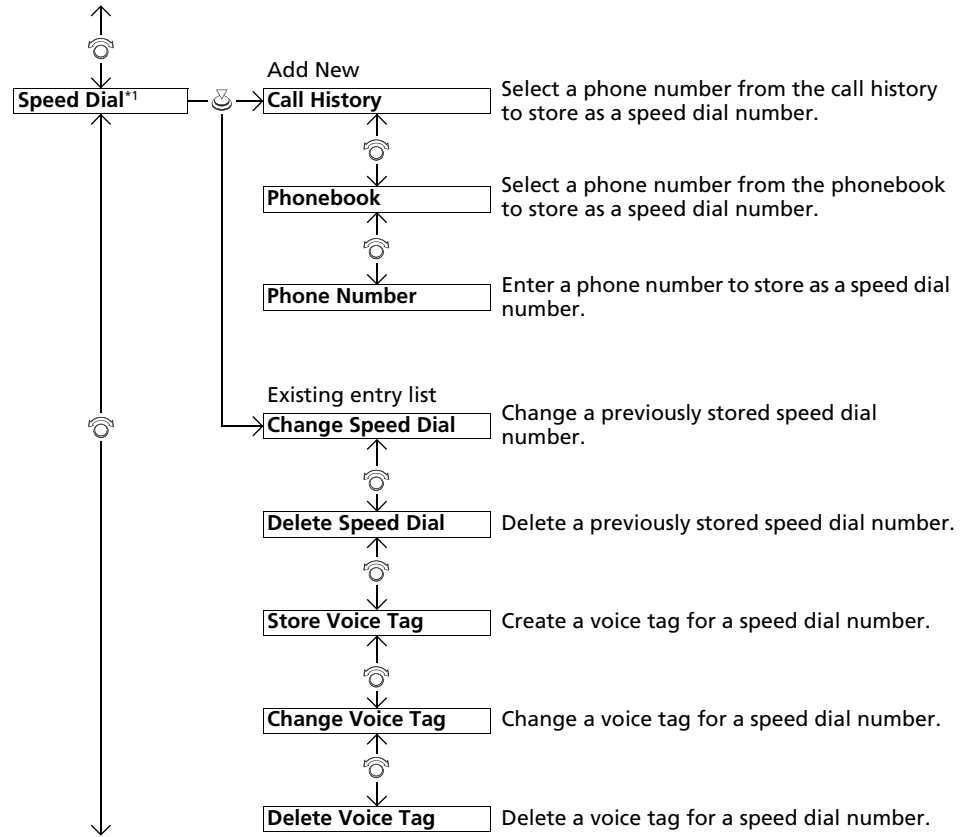 Add New
Speed Dial*1
Call History
Select a phone number from the call history
to store as a speed dial number.
Phonebook
Select a phone number from the phonebook
to store as a speed dial number.
Phone Number
Enter a phone number to store as a speed dial
number.
Existing entry list
Change Speed Dial
Change a previously stored speed dial
number.
Delete Speed Dial
Delete a previously stored speed dial number.
Store Voice Tag
Create a voice tag for a speed dial number.
Change Voice Tag
Change a voice tag for a speed dial number.
Delete Voice Tag
Delete a voice tag for a speed dial number.